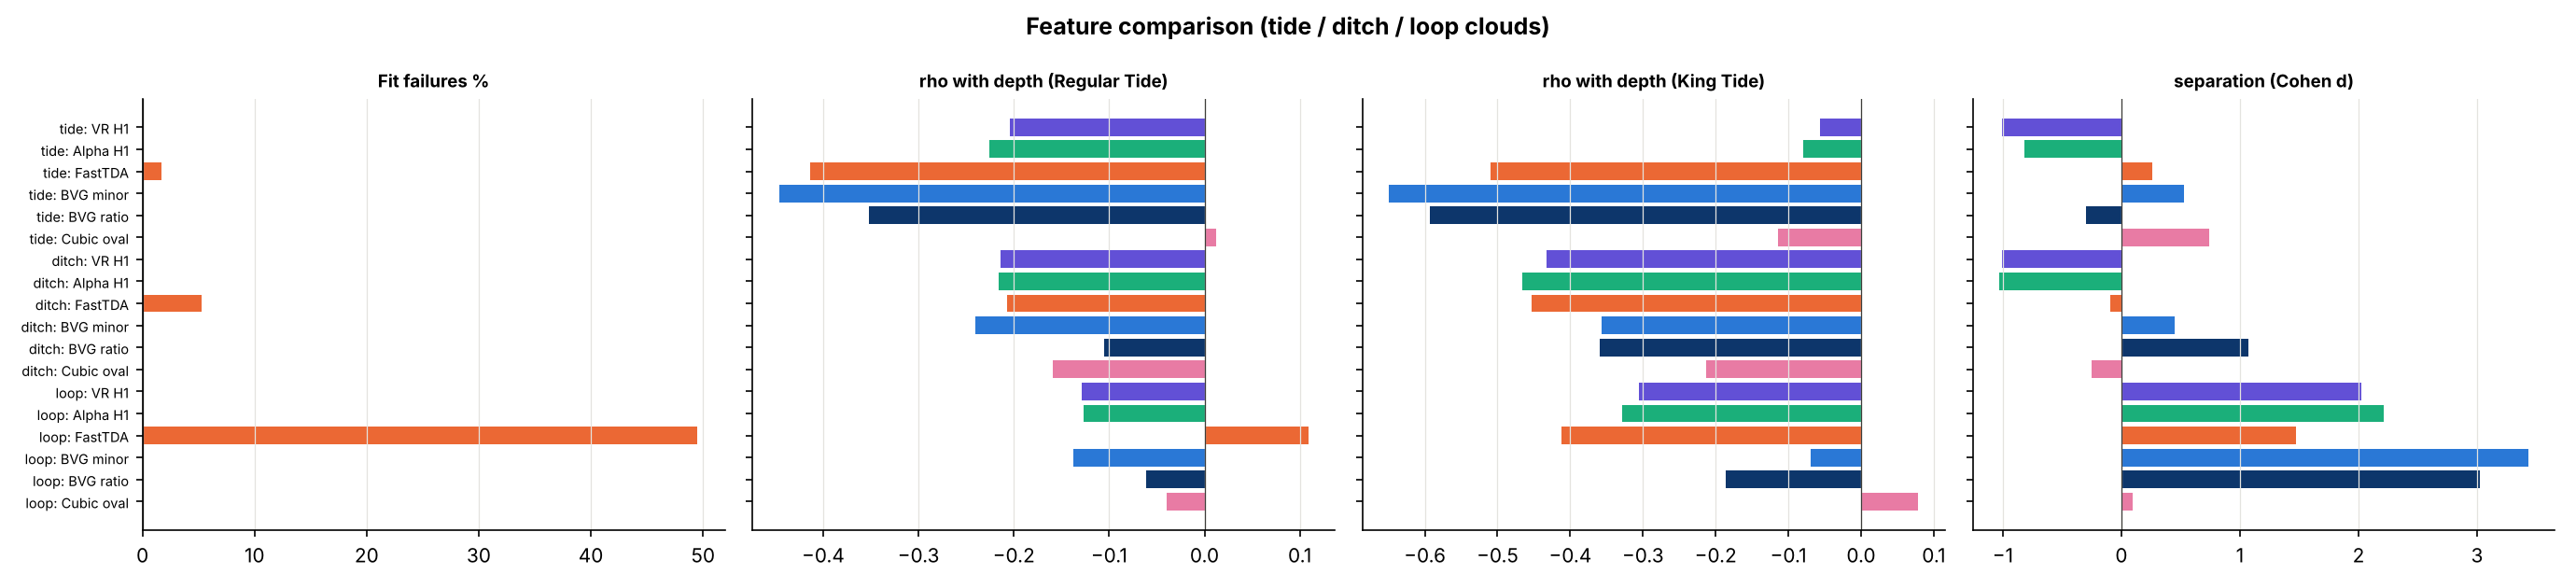 Feature comparison (tide / ditch / loop clouds)
Fit failures %
rho with depth (Regular Tide)
rho with depth (King Tide)
separation (Cohen d)
tide: VR H1
tide: Alpha H1
tide: FastTDA
tide: BVG minor
tide: BVG ratio
tide: Cubic oval
ditch: VR H1
ditch: Alpha H1
ditch: FastTDA
ditch: BVG minor
ditch: BVG ratio
ditch: Cubic oval
loop: VR H1
loop: Alpha H1
loop: FastTDA
loop: BVG minor
loop: BVG ratio
loop: Cubic oval
0 10 20 30 40 50
−0.4 −0.3 −0.2 −0.1 0.0 0.1
−0.6 −0.5 −0.4 −0.3 −0.2 −0.1 0.0 0.1
−1 0 1 2 3